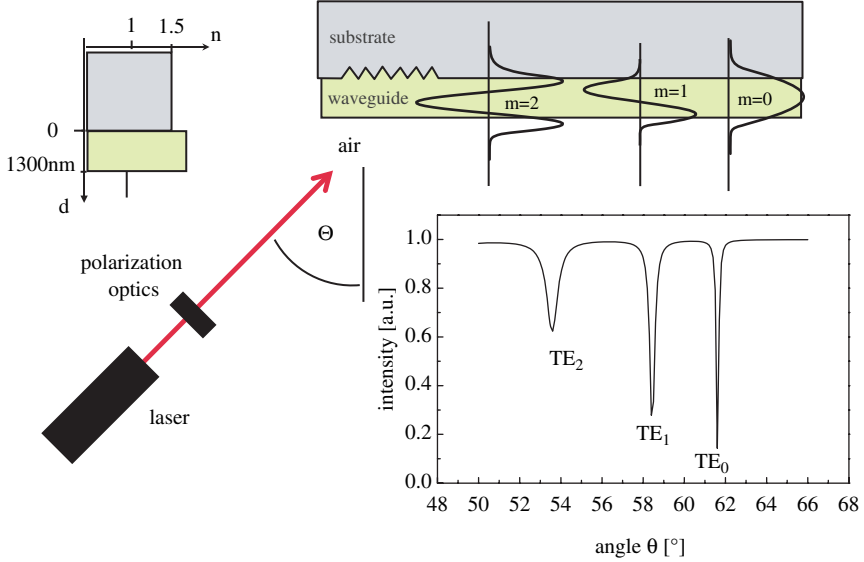 1
1.5
n
0
1300nm
d
substrate
waveguide
m=2
m=1
m=0
air
Θ
polarization
optics
laser
intensity [a.u.]
1.0
0.8
0.6
0.4
0.2
0.0
TE2
TE1
TE0
48 50 52 54 56 58 60 62 64 66 68
angle θ [°]